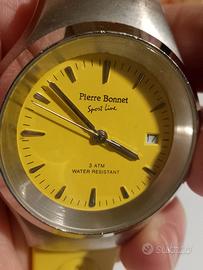 Pierre Bonnet
Sport Line
3 ATM
WATER RESISTANT
Subito